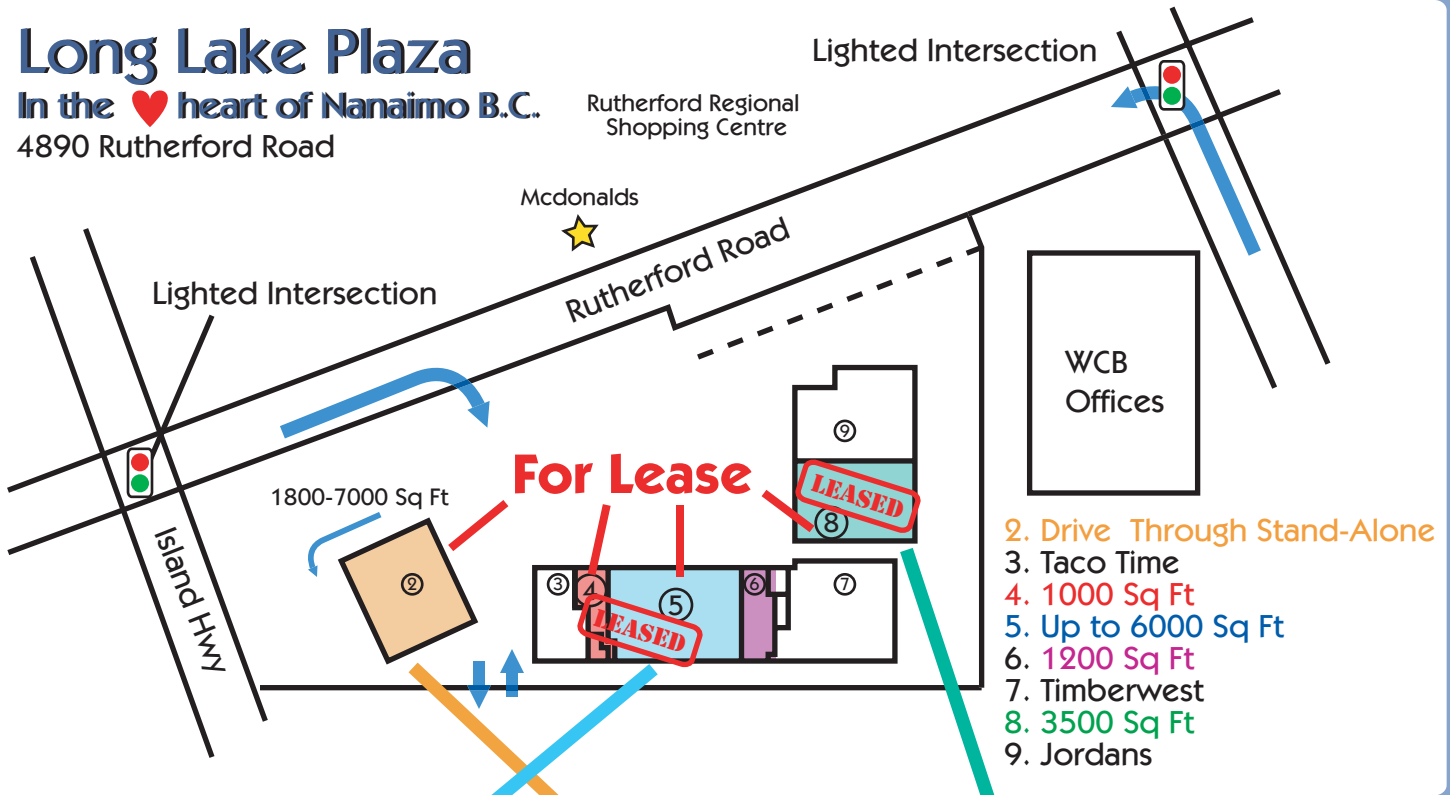 Long Lake Plaza
In the heart of Nanaimo B.C.
4890 Rutherford Road
Lighted Intersection
Rutherford Regional
Shopping Centre
Mcdonalds
Rutherford Road
Lighted Intersection
WCB
Offices
Island Hwy
1800-7000 Sq Ft
For Lease
9
LEASED
8
2
3
4
5
6
7
LEASED
2. Drive Through Stand-Alone
3. Taco Time
4. 1000 Sq Ft
5. Up to 6000 Sq Ft
6. 1200 Sq Ft
7. Timberwest
8. 3500 Sq Ft
9. Jordans